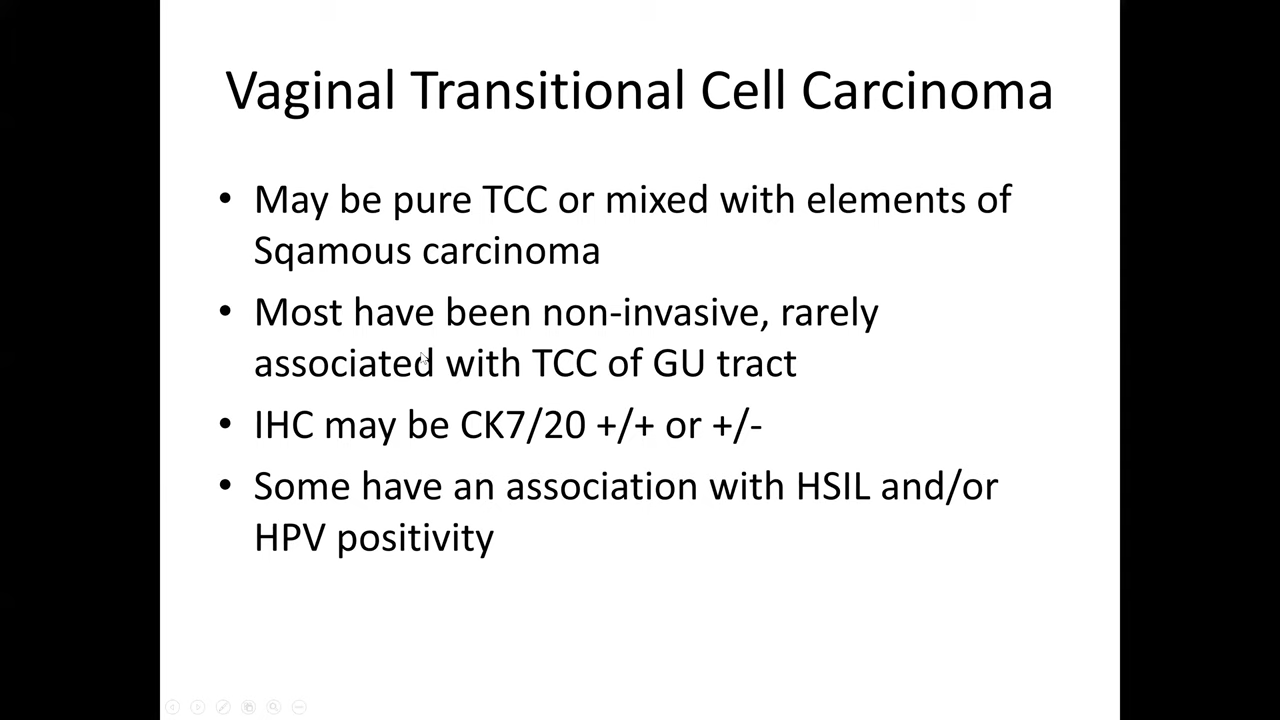 Vaginal Transitional Cell Carcinoma
• May be pure TCC or mixed with elements of
Sqamous carcinoma
• Most have been non-invasive, rarely
associated with TCC of GU tract
• IHC may be CK7/20 +/+ or +/-
• Some have an association with HSIL and/or
HPV positivity